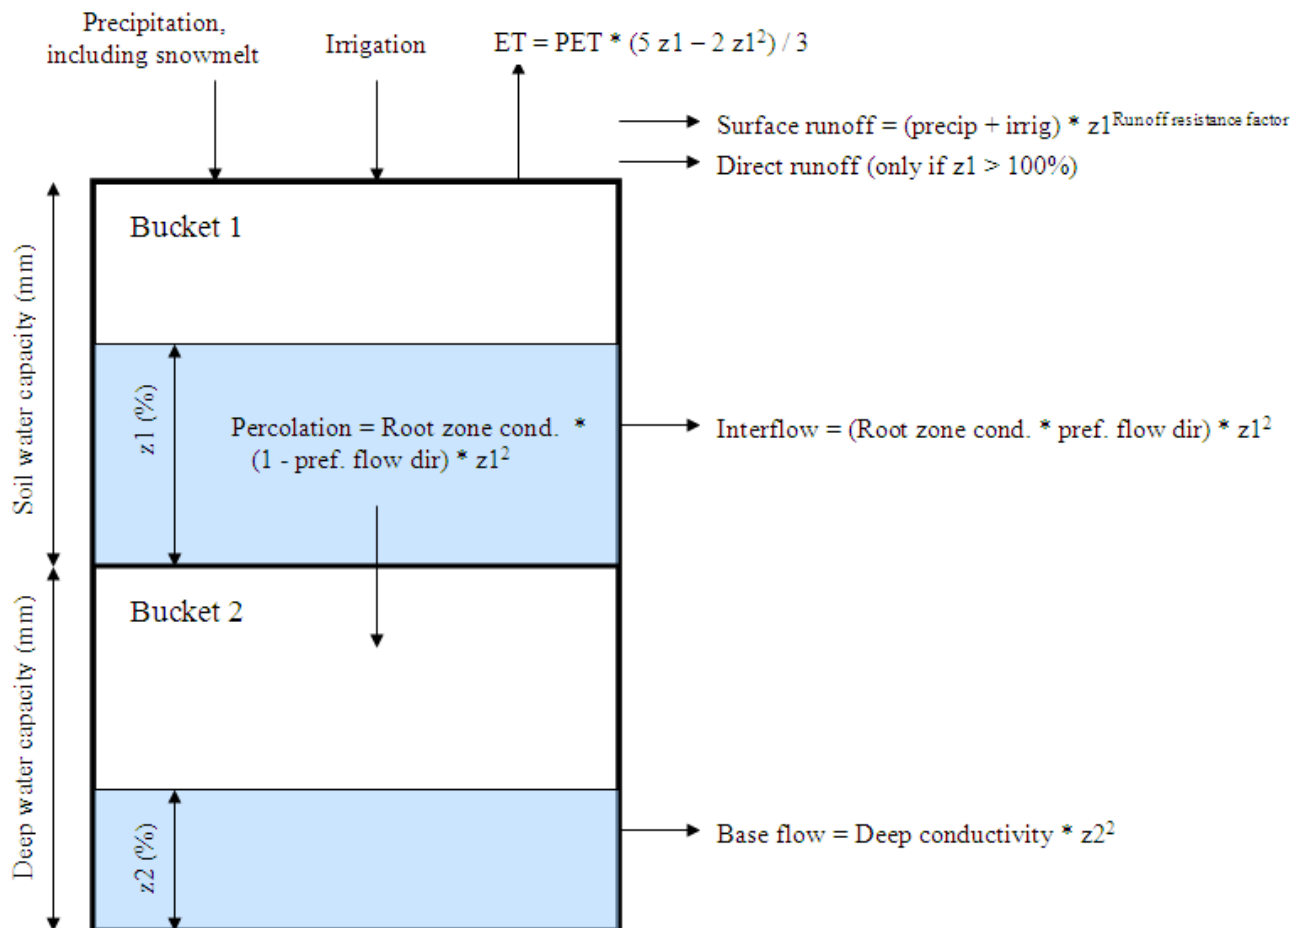 Precipitation,
including snowmelt
Irrigation
ET = PET * (5 z1 – 2 z1²) / 3
Surface runoff = (precip + irrig) * z1^Runoff resistance factor
Direct runoff (only if z1 > 100%)
Soil water capacity (mm)
Bucket 1
z1 (%)
Percolation = Root zone cond. *
(1 - pref. flow dir) * z1²
Interflow = (Root zone cond. * pref. flow dir) * z1²
Deep water capacity (mm)
Bucket 2
z2 (%)
Base flow = Deep conductivity * z2²